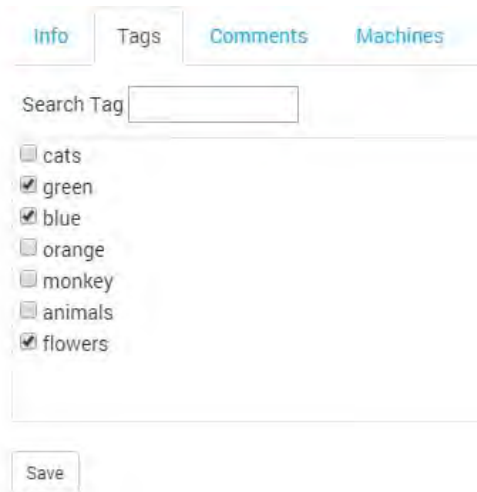 Info Tags Comments Machines
Search Tag
cats
green
blue
orange
monkey
animals
flowers
Save